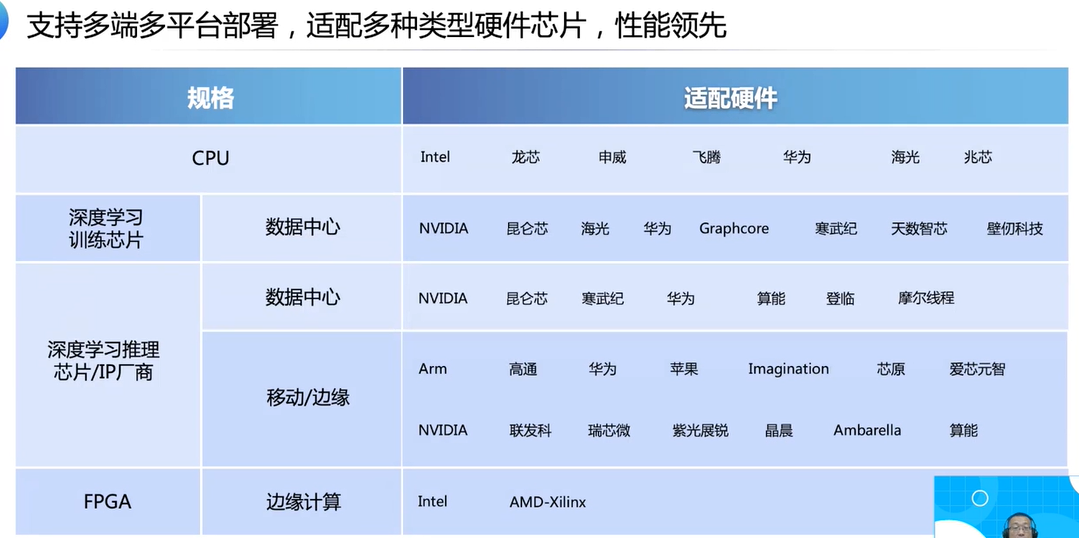 支持多端多平台部署，适配多种类型硬件芯片，性能领先
规格 适配硬件
CPU Intel 龙芯 申威 飞腾 华为 海光 兆芯
深度学习
训练芯片 数据中心 NVIDIA 昆仑芯 海光 华为 Graphcore 寒武纪 天数智芯 壁仞科技
深度学习推理
芯片/IP厂商 数据中心 NVIDIA 昆仑芯 寒武纪 华为 算能 登临 摩尔线程
移动/边缘 Arm 高通 华为 苹果 Imagination 芯原 爱芯元智
NVIDIA 联发科 瑞芯微 紫光展锐 晶晨 Ambarella 算能
FPGA 边缘计算 Intel AMD-Xilinx